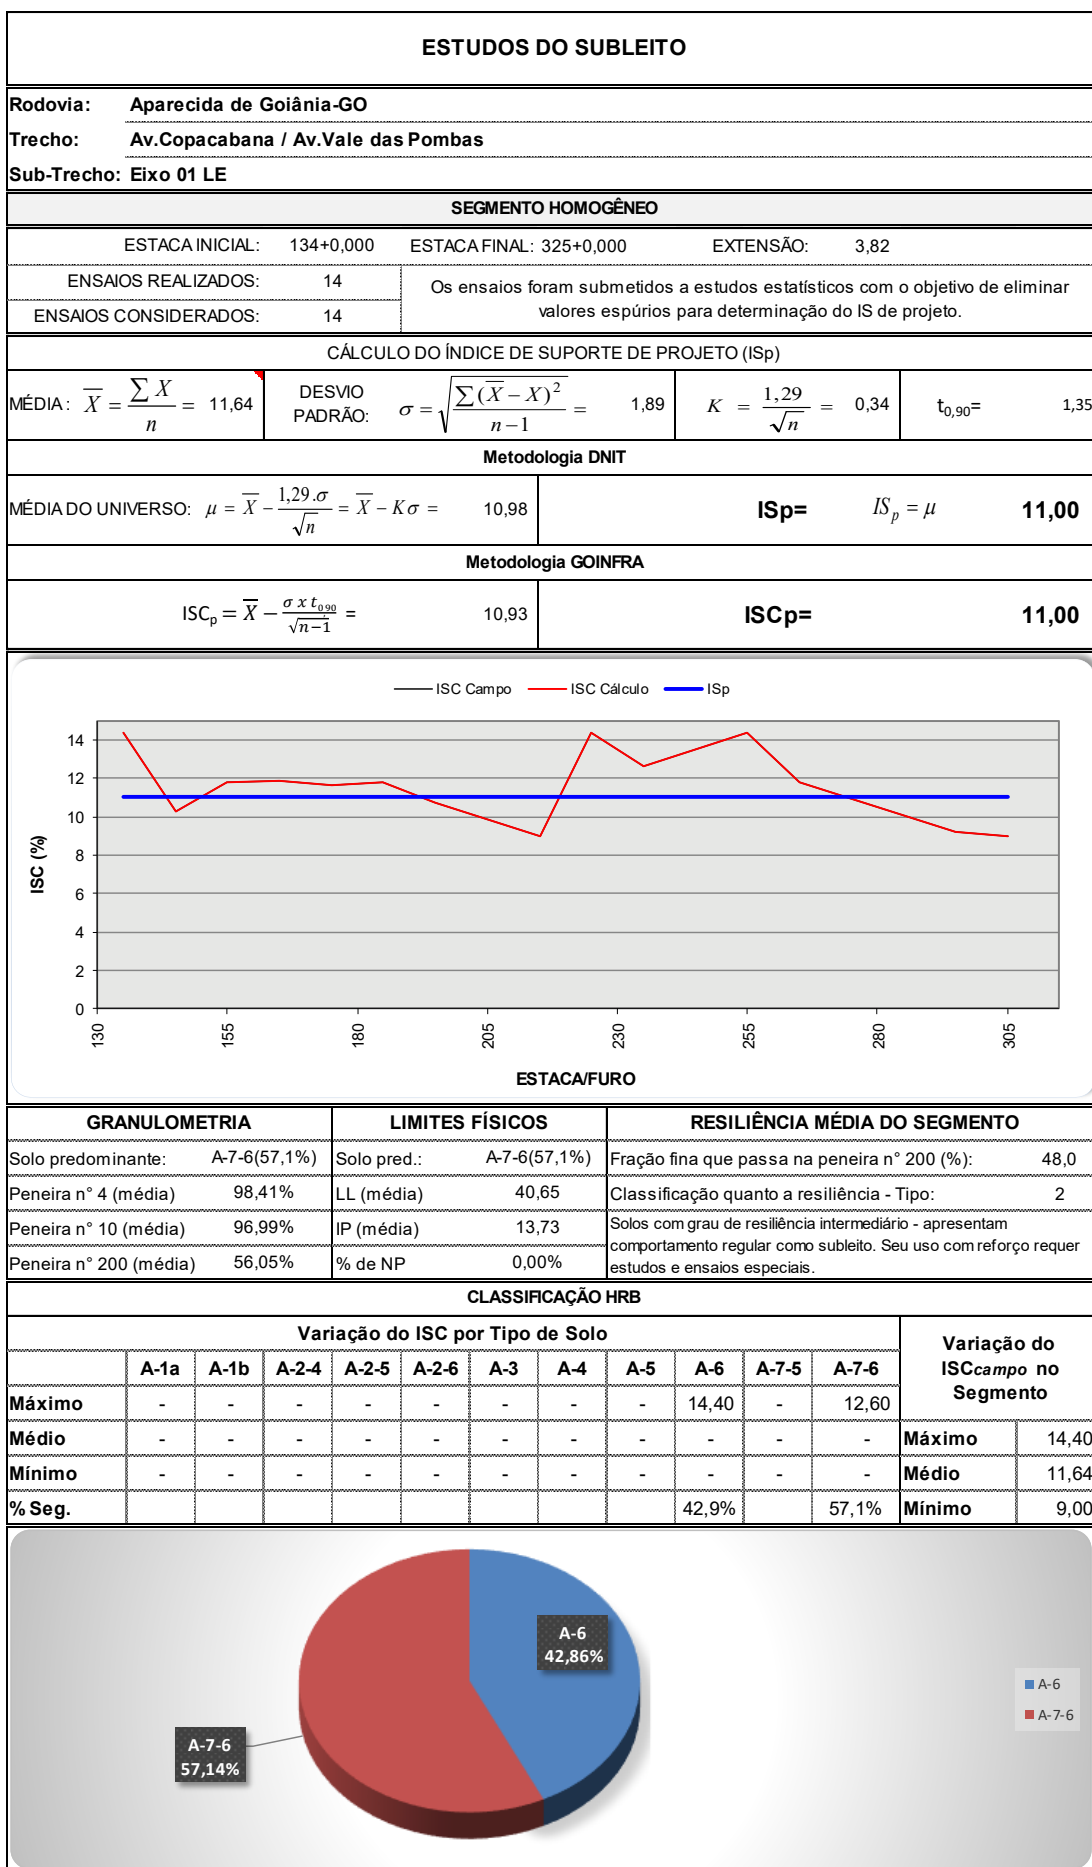 ESTUDOS DO SUBLEITO
Rodovia: Aparecida de Goiânia-GO
Trecho: Av.Copacabana / Av.Vale das Pombas
Sub-Trecho: Eixo 01 LE
SEGMENTO HOMOGÊNEO
ESTACA INICIAL: 134+0,000 ESTACA FINAL: 325+0,000 EXTENSÃO: 3,82
ENSAIOS REALIZADOS: 14
ENSAIOS CONSIDERADOS: 14
Os ensaios foram submetidos a estudos estatísticos com o objetivo de eliminar
valores espúrios para determinação do IS de projeto.
CÁLCULO DO ÍNDICE DE SUPORTE DE PROJETO (ISp)
MÉDIA: X̅ = ∑ X / n = 11,64 DESVIO PADRÃO: σ = √(∑ (X̅ − X)² / n − 1) = 1,89 K = 1,29 / √n = 0,34 t0,90= 1,35
Metodologia DNIT
MÉDIA DO UNIVERSO: μ = X̅ − 1,29.σ / √n = X̅ − Kσ = 10,98 ISp= IS_p = μ 11,00
Metodologia GOINFRA
ISCp = X̅ − σ x t090 / √n−1 = 10,93 ISCp= 11,00
ISC Campo ISC Cálculo ISp
14
12
10
8
6
4
2
0
ISC (%)
130 155 180 205 230 255 280 305
ESTACA/FURO
GRANULOMETRIA LIMITES FÍSICOS RESILIÊNCIA MÉDIA DO SEGMENTO
Solo predominante: A-7-6(57,1%) Solo pred.: A-7-6(57,1%) Fração fina que passa na peneira n° 200 (%): 48,0
Peneira n° 4 (média) 98,41% LL (média) 40,65 Classificação quanto a resiliência - Tipo: 2
Peneira n° 10 (média) 96,99% IP (média) 13,73
Peneira n° 200 (média) 56,05% % de NP 0,00%
Solos com grau de resiliência intermediário - apresentam
comportamento regular como subleito. Seu uso com reforço requer
estudos e ensaios especiais.
CLASSIFICAÇÃO HRB
Variação do ISC por Tipo de Solo
Variação do
ISCcampo no
Segmento
A-1a A-1b A-2-4 A-2-5 A-2-6 A-3 A-4 A-5 A-6 A-7-5 A-7-6
Máximo - - - - - - - - 14,40 - 12,60
Médio - - - - - - - - - - - Máximo 14,40
Mínimo - - - - - - - - - - - Médio 11,64
% Seg. 42,9% 57,1% Mínimo 9,00
A-6
42,86%
A-7-6
57,14%
A-6
A-7-6